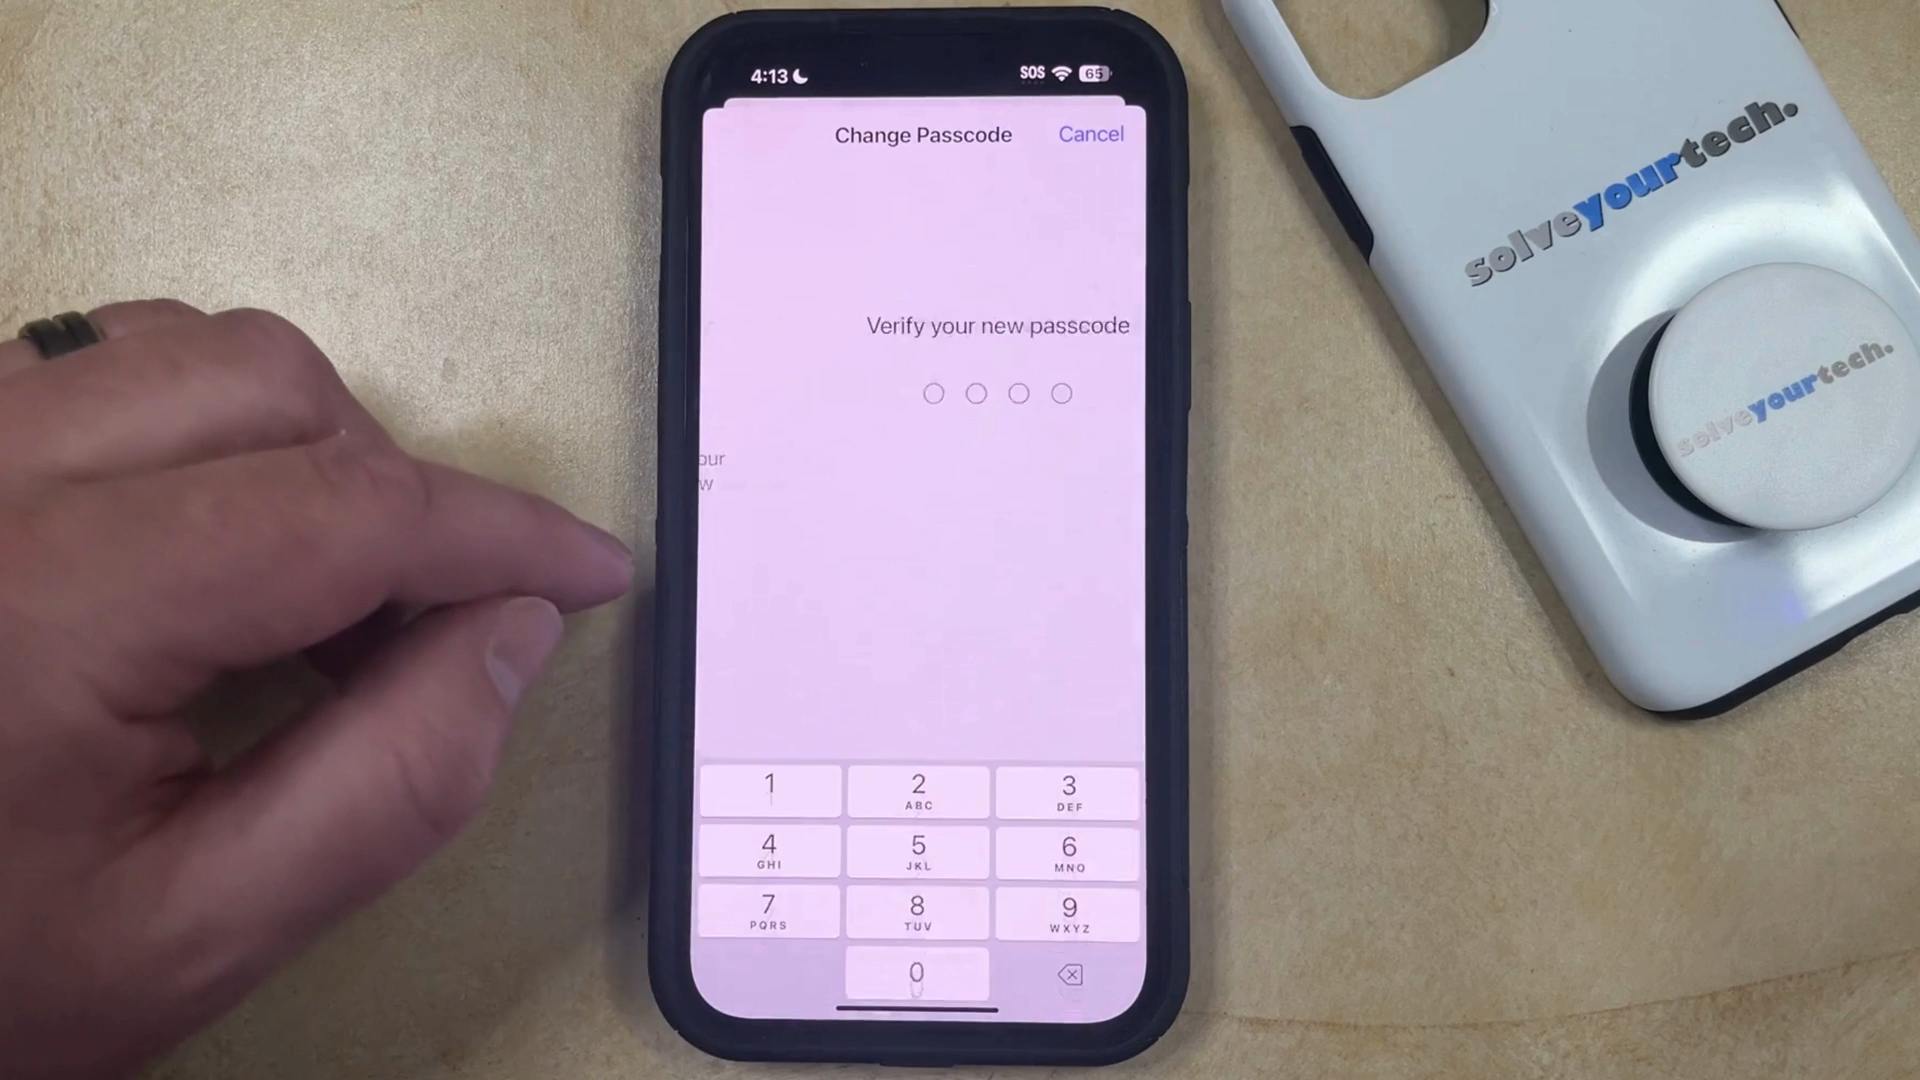 4:13
SOS
65
Change Passcode
Cancel
Verify your new passcode
our
w
1
2
ABC
3
DEF
4
GHI
5
JKL
6
MNO
7
PQRS
8
TUV
9
WXYZ
0
solveyourtech.
solveyourtech.